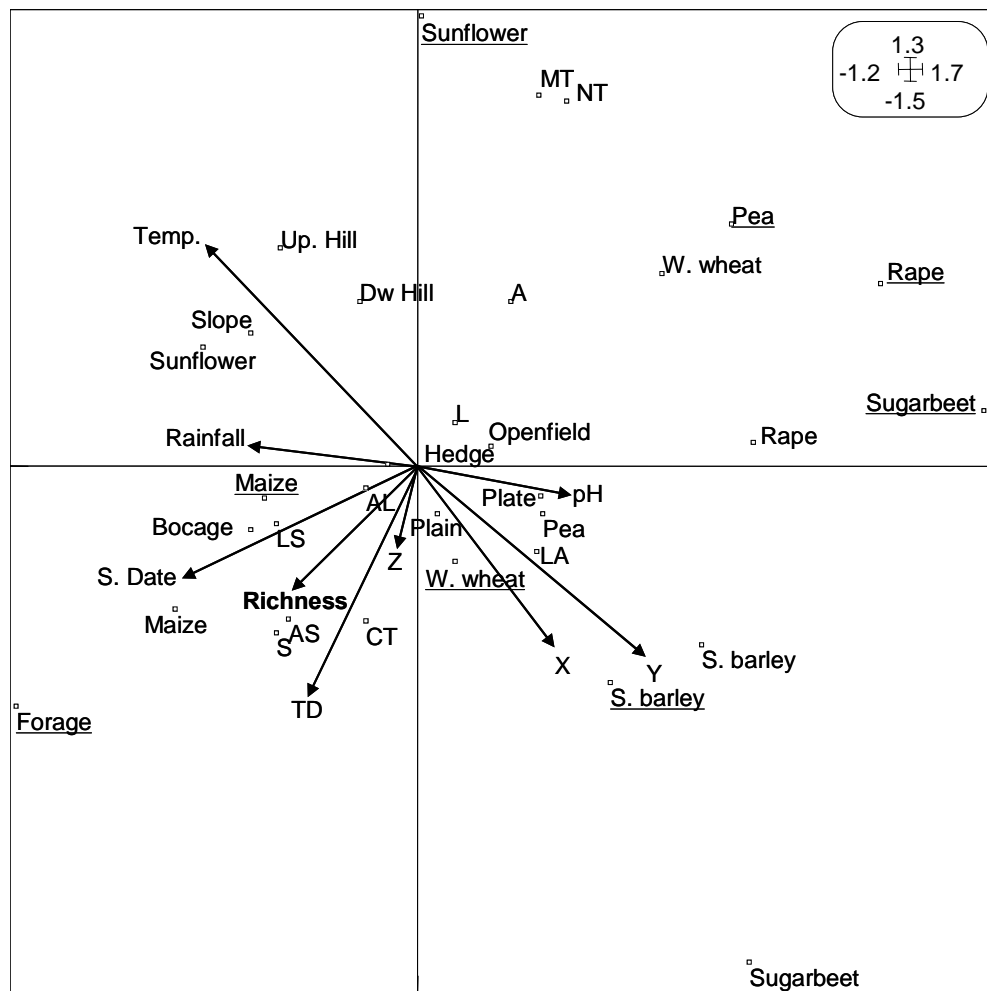 Sunflower
1.3
-1.2
1.7
-1.5
MT
NT
Pea
Temp.
Up. Hill
W. wheat
Rape
Dw Hill
A
Slope
Sunflower
Sugarbeet
L
Rainfall
Openfield
Rape
Hedge
Maize
AL
Plate
pH
Bocage
LS
Plain
Pea
Z
LA
S. Date
W. wheat
Richness
Maize
AS
S
CT
X
Y
S. barley
S. barley
TD
Forage
Sugarbeet